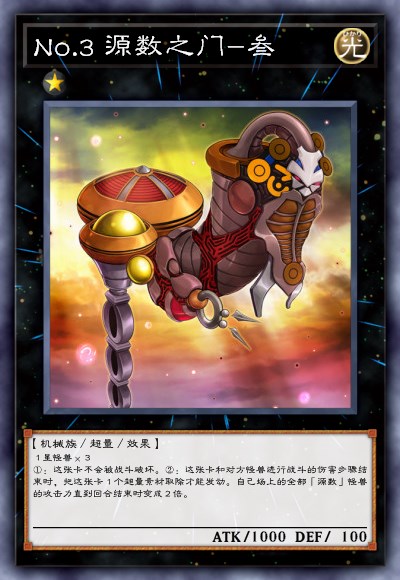 No.3 源数之门-叁
光
ひかり
【机械族/超量/效果】
1星怪兽×3
①：这张卡不会被战斗破坏。②：这张卡和对方怪兽进行战斗的伤害步骤结
束时，把这张卡1个超量素材取除才能发动。自己场上的全部「源数」怪兽
的攻击力直到回合结束时变成2倍。
ATK/1000 DEF/ 100